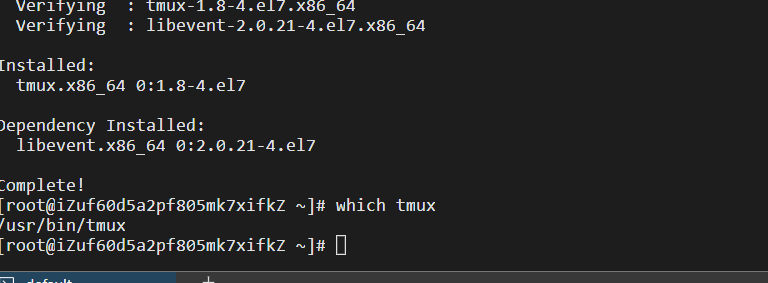 Verifying  : tmux-1.8-4.el7.x86_64
Verifying  : libevent-2.0.21-4.el7.x86_64
Installed:
tmux.x86_64 0:1.8-4.el7
Dependency Installed:
libevent.x86_64 0:2.0.21-4.el7
Complete!
[root@iZuf60d5a2pf805mk7xifkZ ~]# which tmux
/usr/bin/tmux
[root@iZuf60d5a2pf805mk7xifkZ ~]#
default